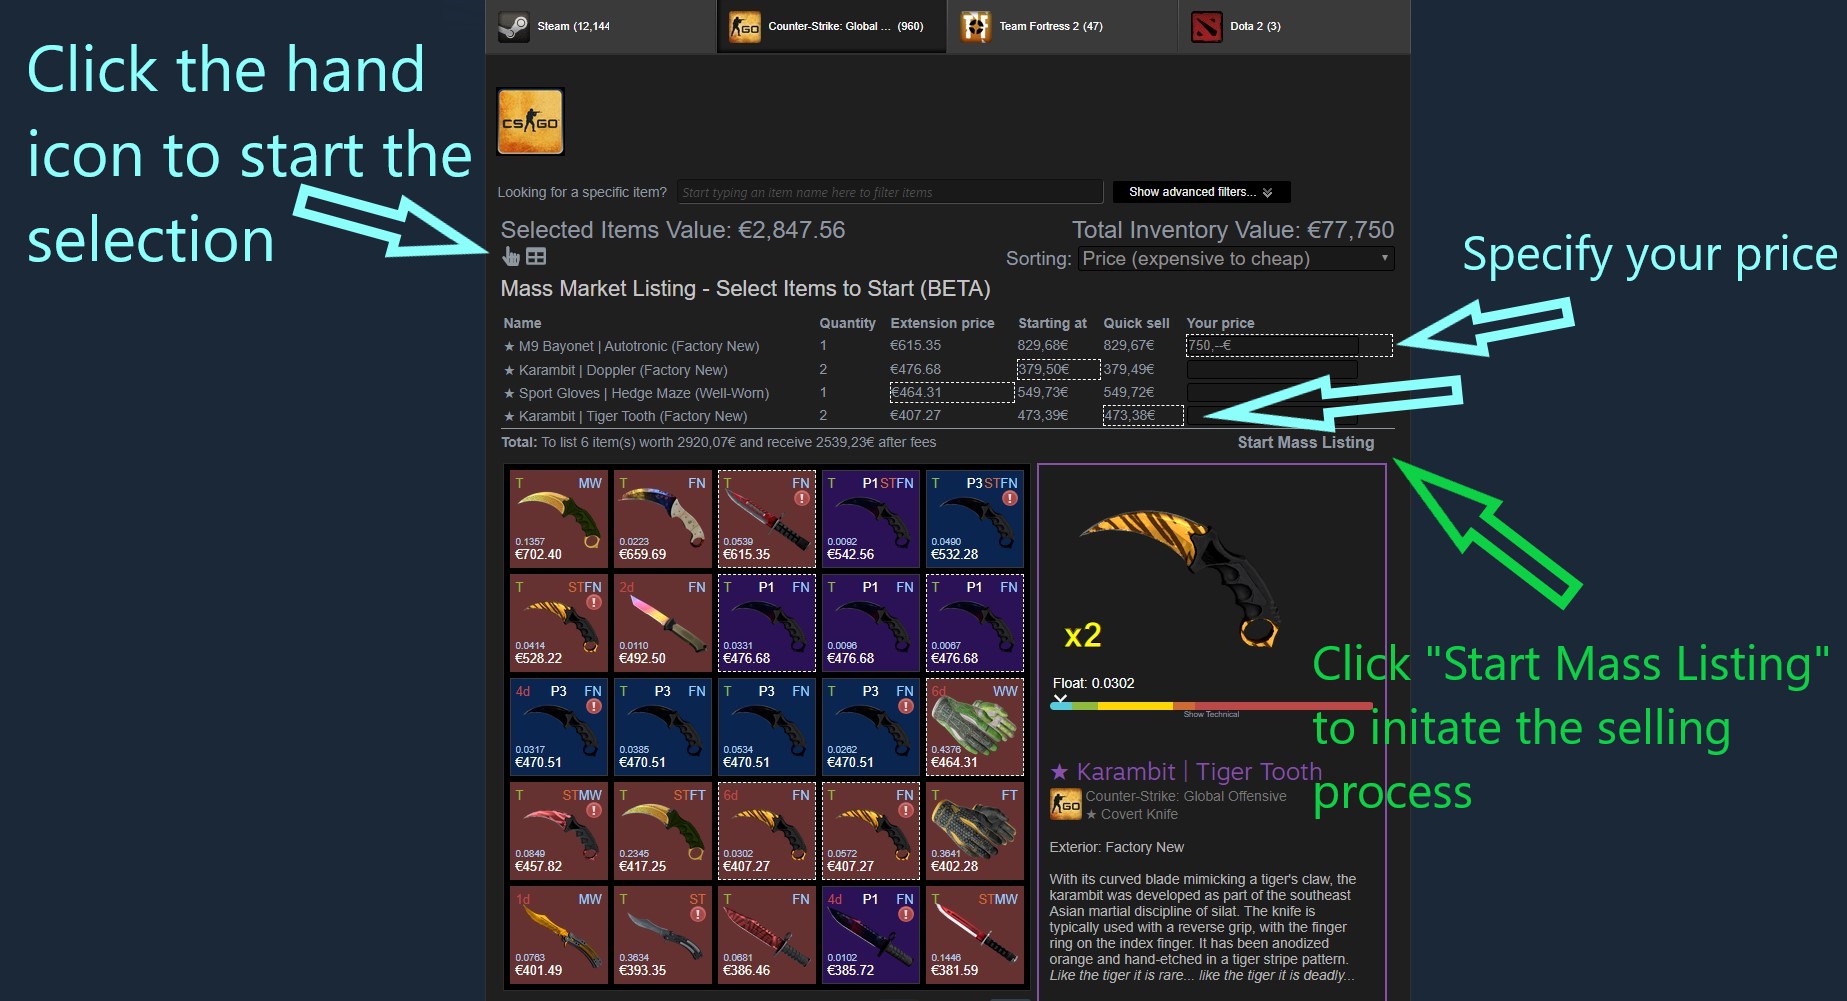 Click the hand
icon to start the
selection
Steam (12,144
Counter-Strike: Global ... (960)
Team Fortress 2 (47)
Dota 2 (3)
CS GO
Looking for a specific item?
Start typing an item name here to filter items
Show advanced filters...
Selected Items Value: €2,847.56
Total Inventory Value: €77,750
Sorting: Price (expensive to cheap)
Specify your price
Mass Market Listing - Select Items to Start (BETA)
Name Quantity Extension price Starting at Quick sell Your price
★ M9 Bayonet | Autotronic (Factory New) 1 €615.35 829,68€ 829,67€ 750,--€
★ Karambit | Doppler (Factory New) 2 €476.68 379,50€ 379,49€
★ Sport Gloves | Hedge Maze (Well-Worn) 1 €464.31 549,73€ 549,72€
★ Karambit | Tiger Tooth (Factory New) 2 €407.27 473,39€ 473,38€
Total: To list 6 item(s) worth 2920,07€ and receive 2539,23€ after fees
Start Mass Listing
T MW
0.1357
€702.40
T FN
0.0223
€659.69
T FN
0.0539
€615.35
T P1 STFN
0.0092
€542.56
T P3 STFN
0.0490
€532.28
T STFN
0.0414
€528.22
2d FN
0.0110
€492.50
T P1 FN
0.0331
€476.68
T P1 FN
0.0096
€476.68
T P1 FN
0.0067
€476.68
4d P3 FN
0.0317
€470.51
T P3 FN
0.0385
€470.51
T P3 FN
0.0534
€470.51
T P3 FN
0.0262
€470.51
6d WW
0.4376
€464.31
T STMW
0.0849
€457.82
T STFT
0.2345
€417.25
6d FN
0.0302
€407.27
T FN
0.0572
€407.27
T FT
0.3641
€402.28
1d MW
0.0763
€401.49
T ST
0.3634
€393.35
T FN
0.0681
€386.46
4d P1 FN
0.0102
€385.72
T STMW
0.1446
€381.59
x2
Float: 0.0302
Show Technical
★ Karambit | Tiger Tooth
GO
Counter-Strike: Global Offensive
★ Covert Knife
Exterior: Factory New
With its curved blade mimicking a tiger's claw, the
karambit was developed as part of the southeast
Asian martial discipline of silat. The knife is
typically used with a reverse grip, with the finger
ring on the index finger. It has been anodized
orange and hand-etched in a tiger stripe pattern.
Like the tiger it is rare... like the tiger it is deadly...
Click "Start Mass Listing"
to initate the selling
process